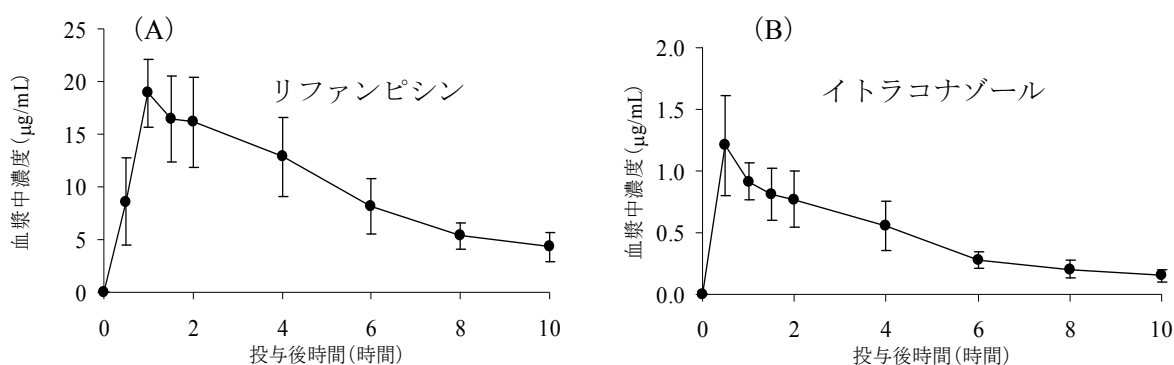 (A)
リファンピシン
血漿中濃度(μg/mL)
25
20
15
10
5
0
0 2 4 6 8 10
投与後時間(時間)
(B)
イトラコナゾール
血漿中濃度(μg/mL)
2.0
1.5
1.0
0.5
0.0
0 2 4 6 8 10
投与後時間(時間)